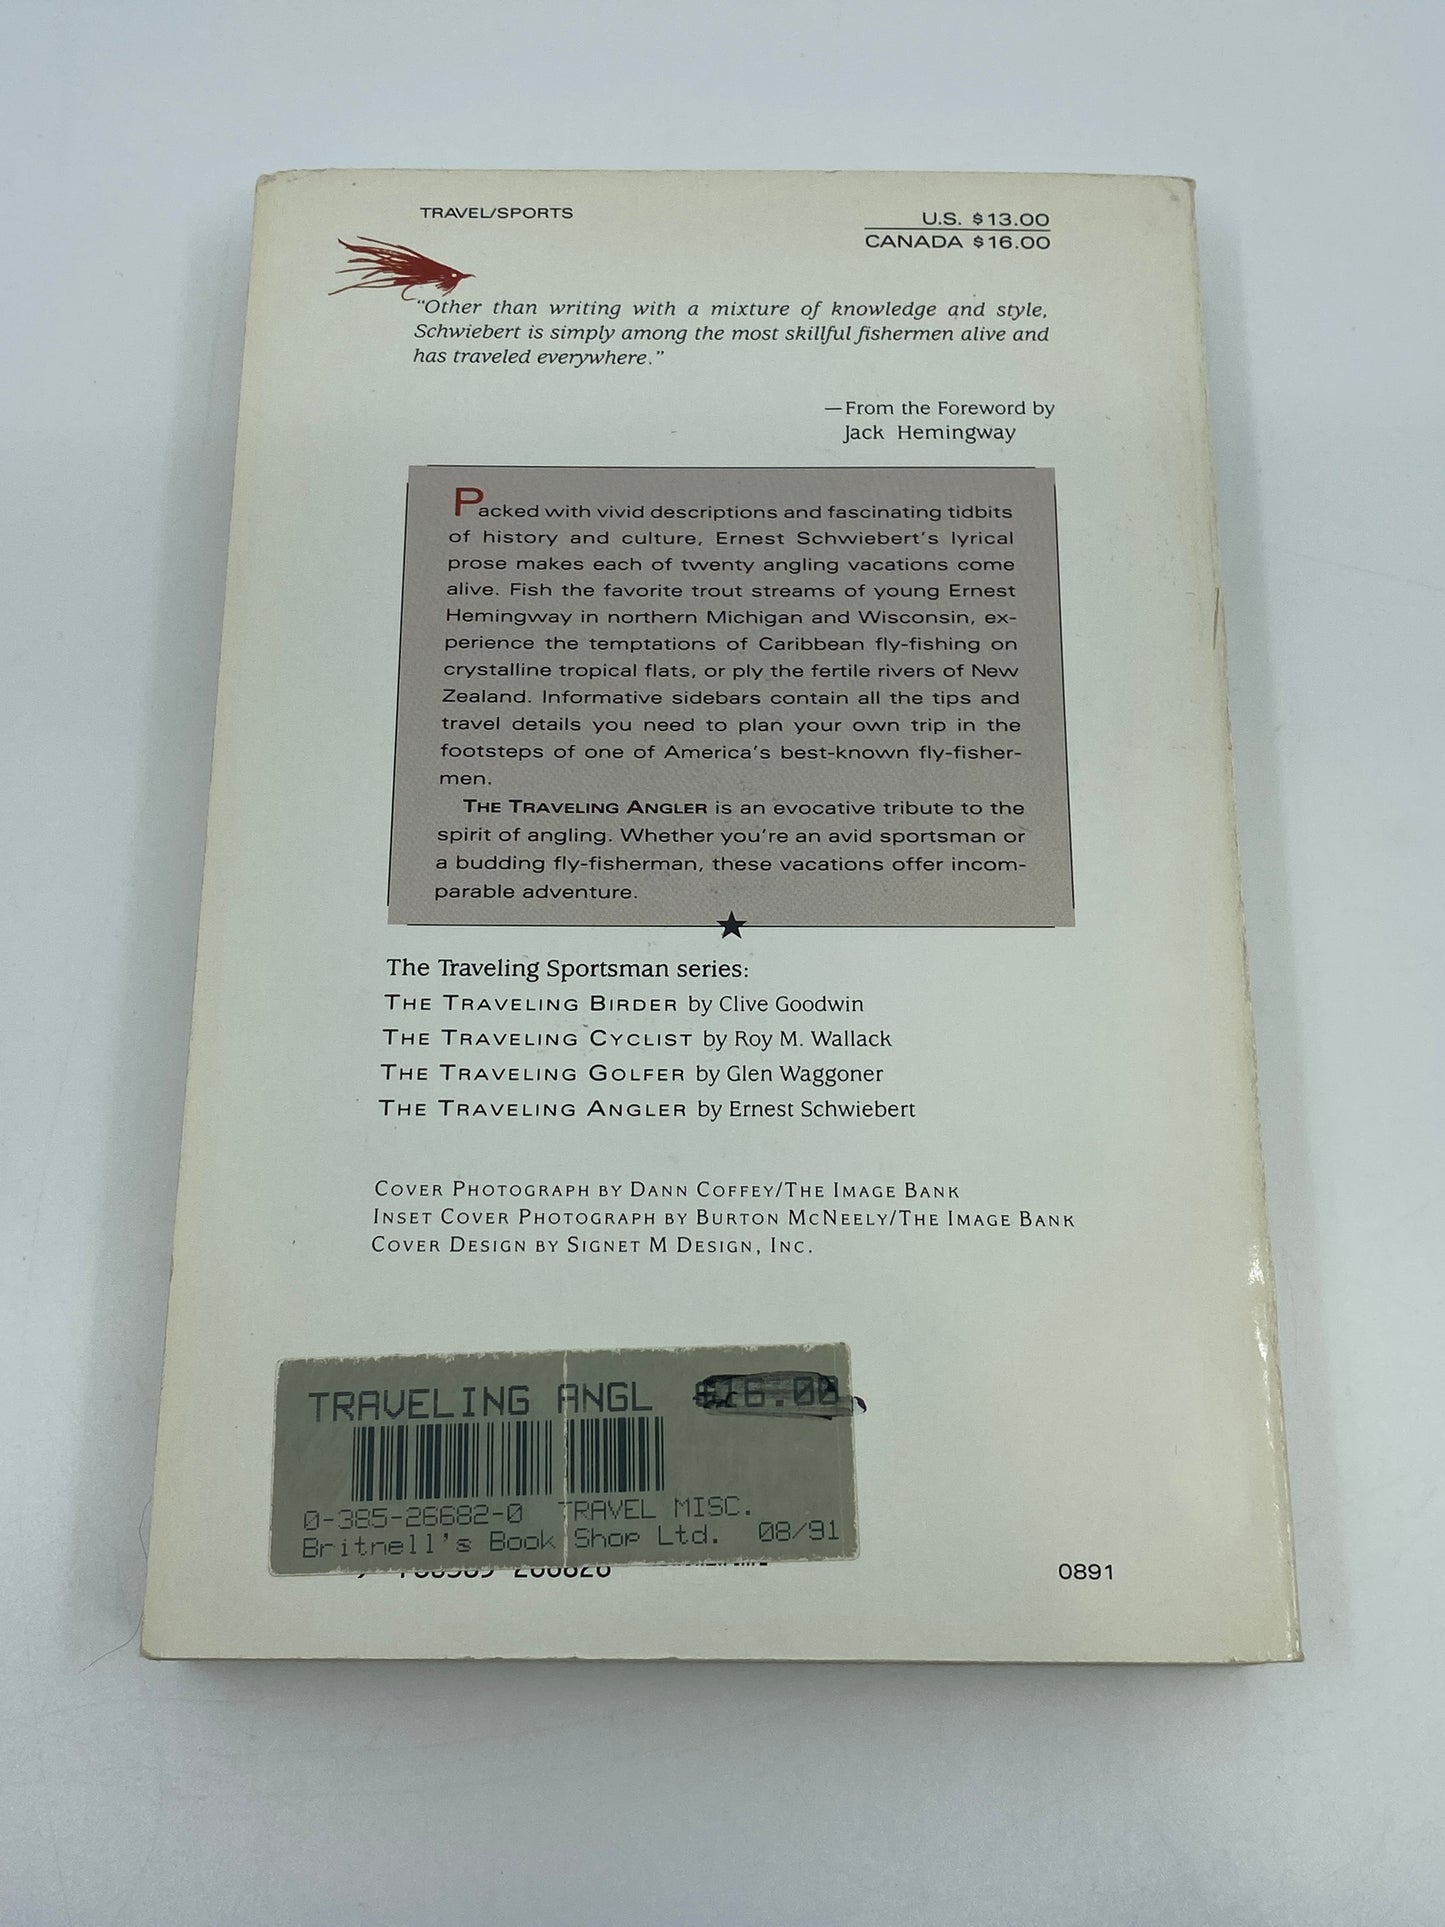 TRAVEL/SPORTS
U.S. $13.00
CANADA $16.00
"Other than writing with a mixture of knowledge and style,
Schwiebert is simply among the most skillful fishermen alive and
has traveled everywhere."
—From the Foreword by
Jack Hemingway
Packed with vivid descriptions and fascinating tidbits
of history and culture, Ernest Schwiebert's lyrical
prose makes each of twenty angling vacations come
alive. Fish the favorite trout streams of young Ernest
Hemingway in northern Michigan and Wisconsin, ex-
perience the temptations of Caribbean fly-fishing on
crystalline tropical flats, or ply the fertile rivers of New
Zealand. Informative sidebars contain all the tips and
travel details you need to plan your own trip in the
footsteps of one of America's best-known fly-fisher-
men.
THE TRAVELING ANGLER is an evocative tribute to the
spirit of angling. Whether you're an avid sportsman or
a budding fly-fisherman, these vacations offer incom-
parable adventure.
The Traveling Sportsman series:
THE TRAVELING BIRDER by Clive Goodwin
THE TRAVELING CYCLIST by Roy M. Wallack
THE TRAVELING GOLFER by Glen Waggoner
THE TRAVELING ANGLER by Ernest Schwiebert
COVER PHOTOGRAPH BY DANN COFFEY/THE IMAGE BANK
INSET COVER PHOTOGRAPH BY BURTON MCNEELY/THE IMAGE BANK
COVER DESIGN BY SIGNET M DESIGN, INC.
TRAVELING ANGL $16.00
0-385-26682-0 TRAVEL MISC.
Britnell's Book Shop Ltd. 08/91
0891